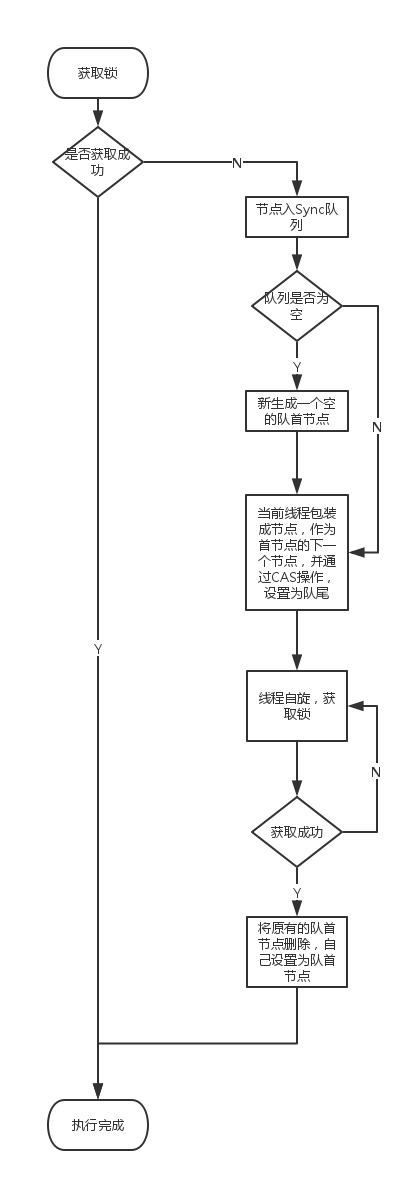 获取锁
是否获取成
功
N
节点入Sync队
列
队列是否为
空
Y
新生成一个空
的队首节点
N
当前线程包装
成节点，作为
首节点的下一
个节点，并通
过CAS操作，
设置为队尾
Y
线程自旋，获
取锁
N
获取成功
Y
将原有的队首
节点删除，自
己设置为队首
节点
执行完成